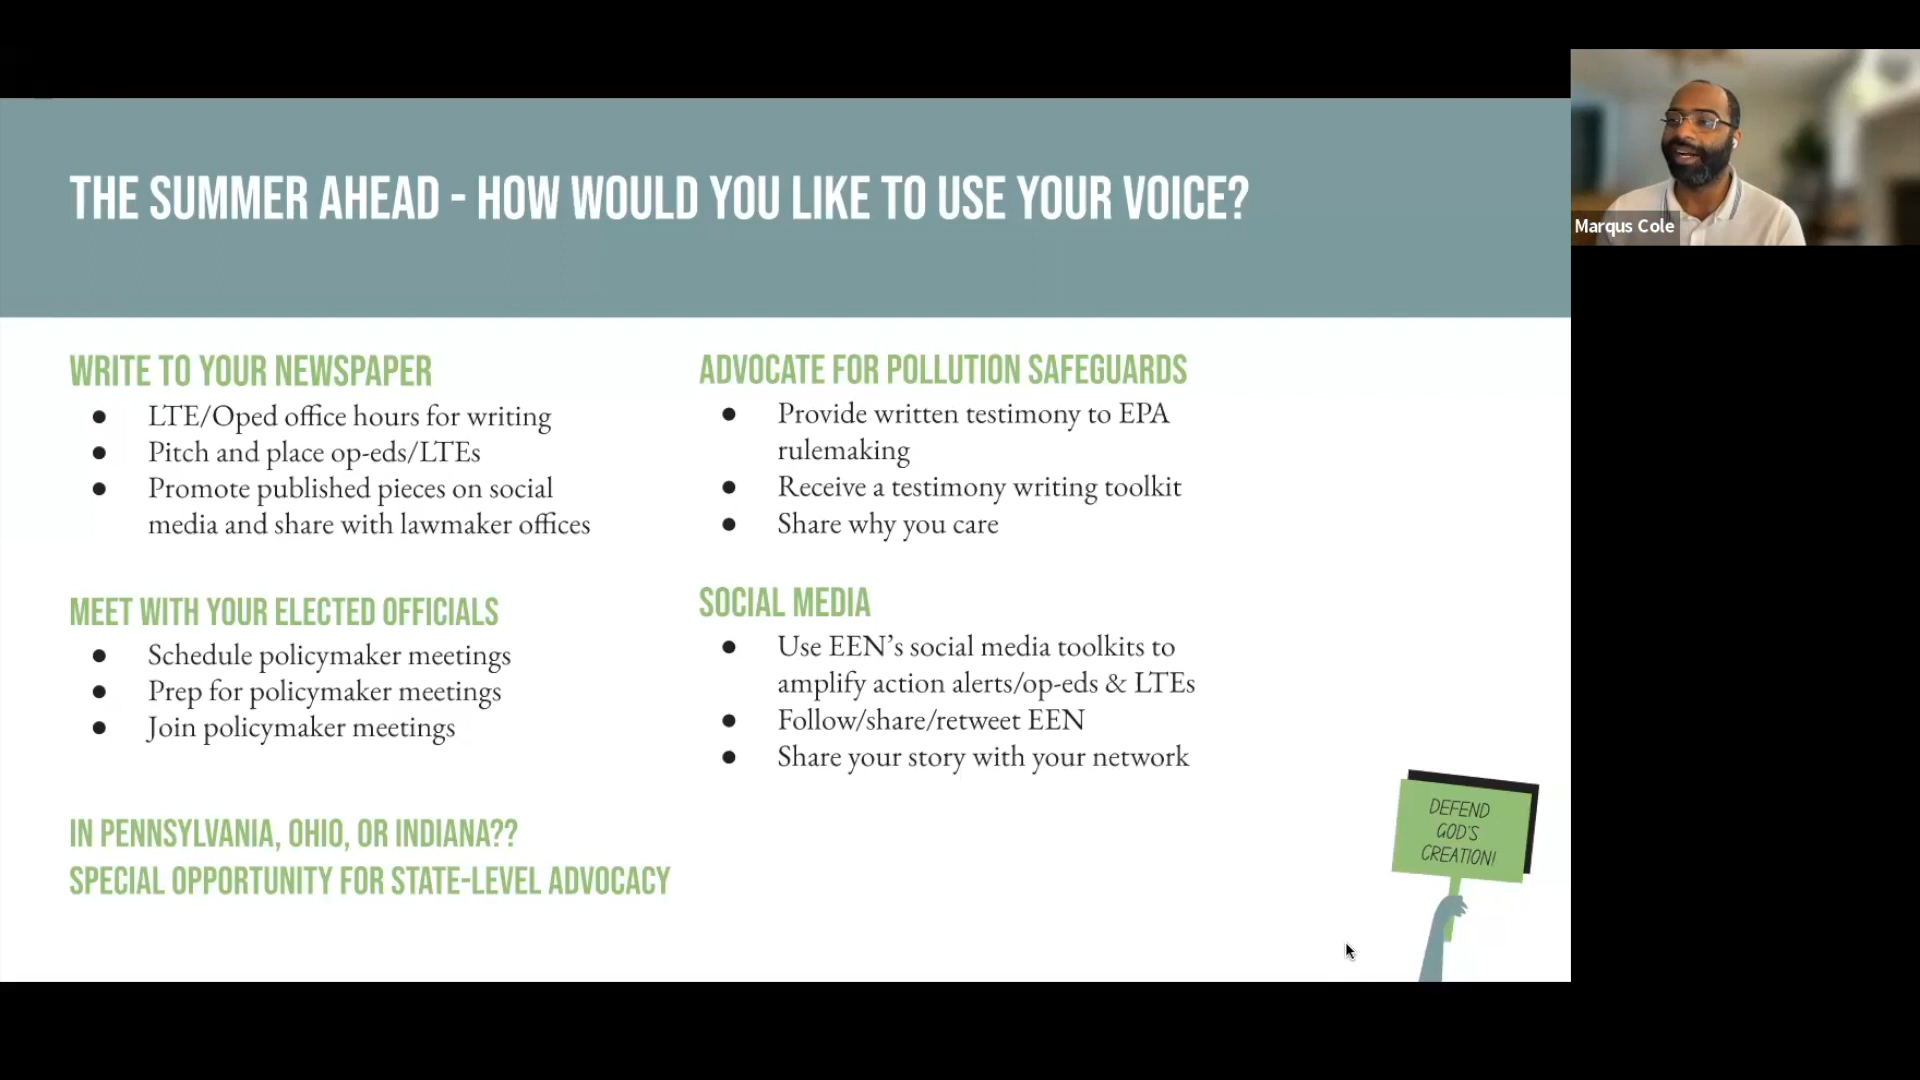 THE SUMMER AHEAD - HOW WOULD YOU LIKE TO USE YOUR VOICE?
WRITE TO YOUR NEWSPAPER
● LTE/Oped office hours for writing
● Pitch and place op-eds/LTEs
● Promote published pieces on social
media and share with lawmaker offices
MEET WITH YOUR ELECTED OFFICIALS
● Schedule policymaker meetings
● Prep for policymaker meetings
● Join policymaker meetings
IN PENNSYLVANIA, OHIO, OR INDIANA??
SPECIAL OPPORTUNITY FOR STATE-LEVEL ADVOCACY
ADVOCATE FOR POLLUTION SAFEGUARDS
● Provide written testimony to EPA
rulemaking
● Receive a testimony writing toolkit
● Share why you care
SOCIAL MEDIA
● Use EEN’s social media toolkits to
amplify action alerts/op-eds & LTEs
● Follow/share/retweet EEN
● Share your story with your network
DEFEND
GOD'S
CREATION!
Marqus Cole